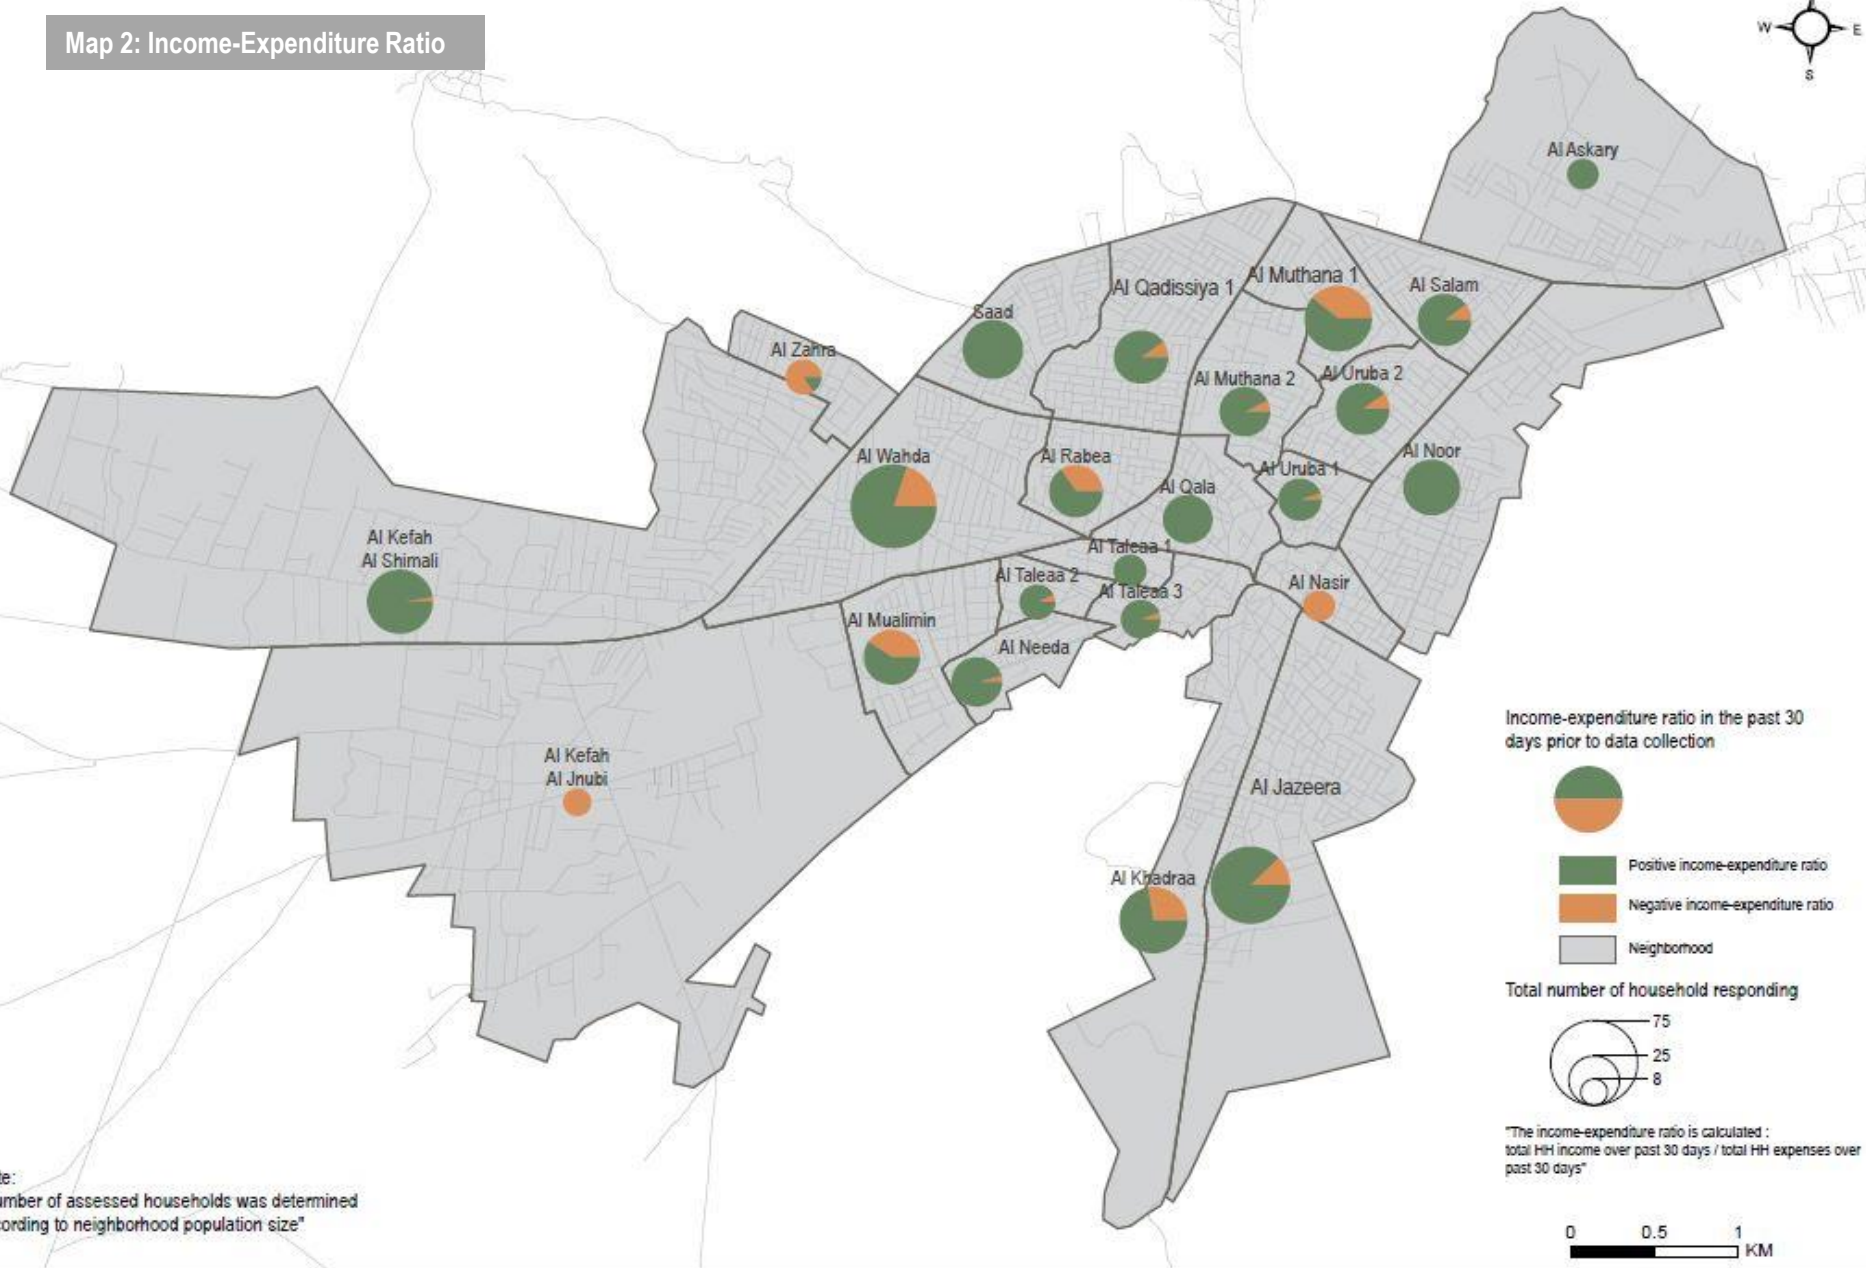 Map 2: Income-Expenditure Ratio
W
E
S
Al Askary
Al Qadissiya 1
Al Muthana 1
Al Salam
Saad
Al Zahra
Al Muthana 2
Al Uruba 2
Al Wahda
Al Rabea
Al Noor
Al Uruba 1
Al Qala
Al Kefah
Al Shimali
Al Taleaa 1
Al Taleaa 2
Al Taleaa 3
Al Nasir
Al Mualimin
Al Needa
Al Kefah
Al Jnubi
Al Jazeera
Al Khadraa
Income-expenditure ratio in the past 30
days prior to data collection
Positive income-expenditure ratio
Negative income-expenditure ratio
Neighborhood
Total number of household responding
75
25
8
"The income-expenditure ratio is calculated :
total HH income over past 30 days / total HH expenses over
past 30 days"
te:
umber of assessed households was determined
ording to neighborhood population size"
0 0.5 1
KM